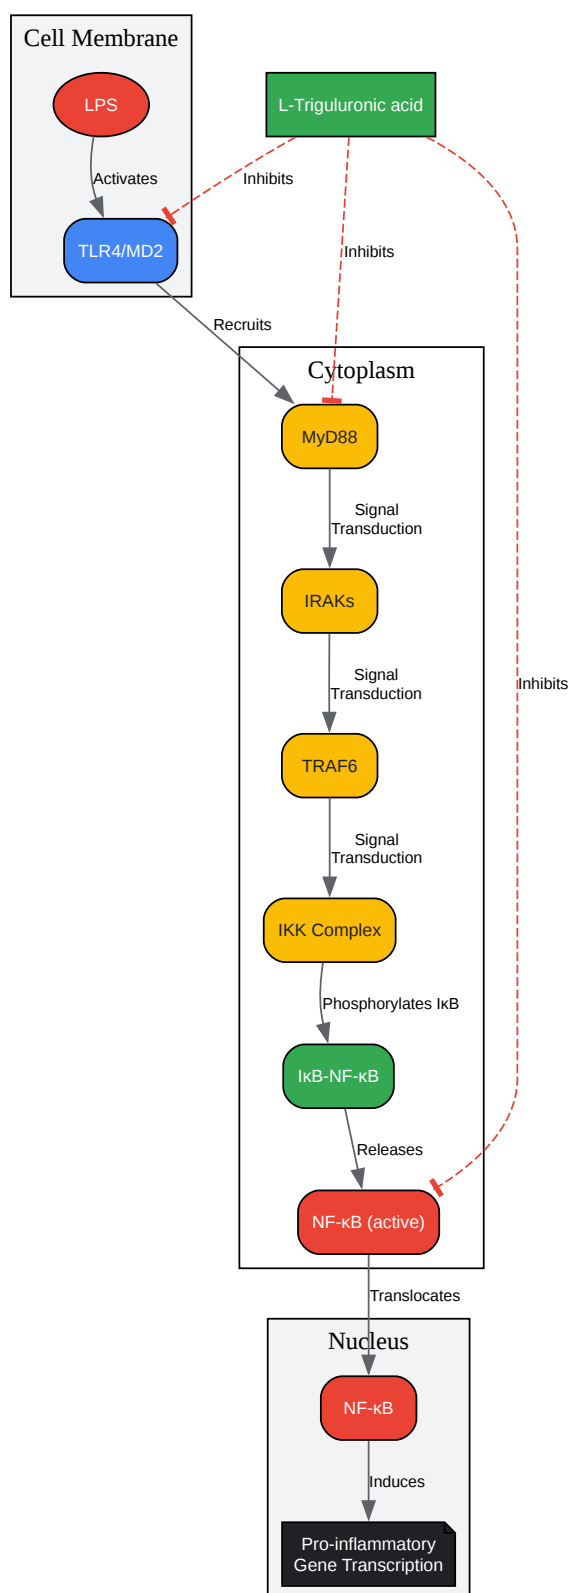 Cell Membrane
LPS
L-Triguluronic acid
Activates
Inhibits
TLR4/MD2
Inhibits
Recruits
Cytoplasm
MyD88
Signal
Transduction
IRAKs
Signal
Transduction
Inhibits
TRAF6
Signal
Transduction
IKK Complex
Phosphorylates IκB
IκB-NF-κB
Releases
NF-κB (active)
Translocates
Nucleus
NF-κB
Induces
Pro-inflammatory
Gene Transcription